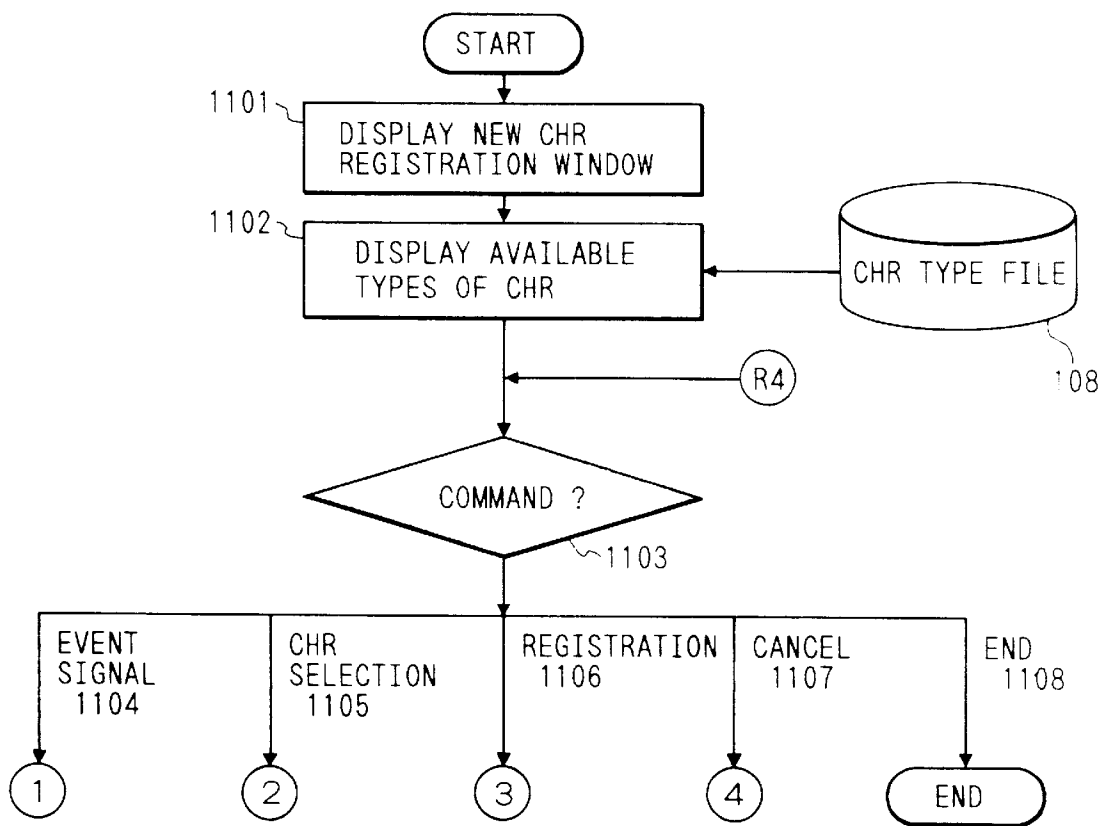 START
1101
DISPLAY NEW CHR
REGISTRATION WINDOW
1102
DISPLAY AVAILABLE
TYPES OF CHR
CHR TYPE FILE
108
R4
COMMAND ?
1103
EVENT
SIGNAL
1104
CHR
SELECTION
1105
REGISTRATION
1106
CANCEL
1107
END
1108
1
2
3
4
END